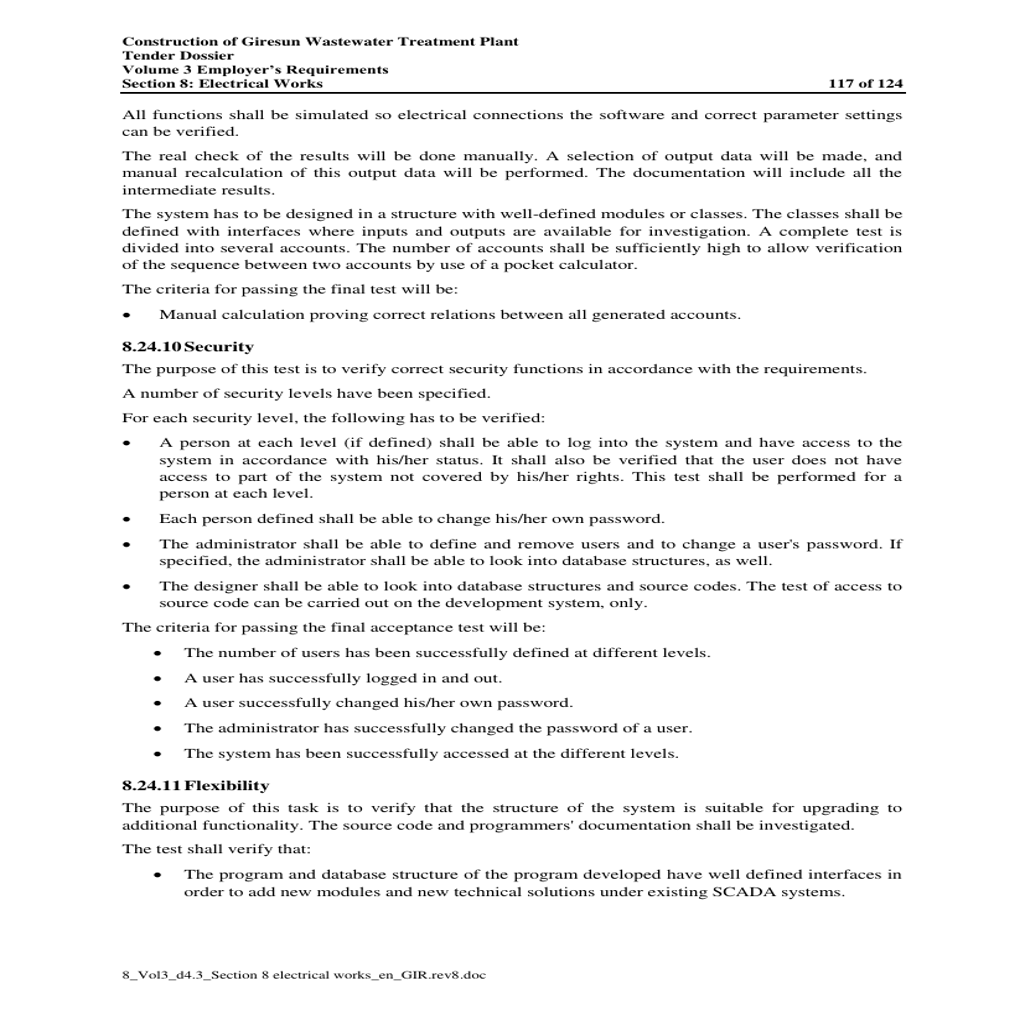 Construction of Giresun Wastewater Treatment Plant
Tender Dossier
Volume 3 Employer's Requirements
Section 8: Electrical Works 117 of 124
All functions shall be simulated so electrical connections the software and correct parameter settings
can be verified.
The real check of the results will be done manually. A selection of output data will be made, and
manual recalculation of this output data will be performed. The documentation will include all the
intermediate results.
The system has to be designed in a structure with well-defined modules or classes. The classes shall be
defined with interfaces where inputs and outputs are available for investigation. A complete test is
divided into several accounts. The number of accounts shall be sufficiently high to allow verification
of the sequence between two accounts by use of a pocket calculator.
The criteria for passing the final test will be:
• Manual calculation proving correct relations between all generated accounts.
8.24.10 Security
The purpose of this test is to verify correct security functions in accordance with the requirements.
A number of security levels have been specified.
For each security level, the following has to be verified:
• A person at each level (if defined) shall be able to log into the system and have access to the
system in accordance with his/her status. It shall also be verified that the user does not have
access to part of the system not covered by his/her rights. This test shall be performed for a
person at each level.
• Each person defined shall be able to change his/her own password.
• The administrator shall be able to define and remove users and to change a user's password. If
specified, the administrator shall be able to look into database structures, as well.
• The designer shall be able to look into database structures and source codes. The test of access to
source code can be carried out on the development system, only.
The criteria for passing the final acceptance test will be:
• The number of users has been successfully defined at different levels.
• A user has successfully logged in and out.
• A user successfully changed his/her own password.
• The administrator has successfully changed the password of a user.
• The system has been successfully accessed at the different levels.
8.24.11 Flexibility
The purpose of this task is to verify that the structure of the system is suitable for upgrading to
additional functionality. The source code and programmers' documentation shall be investigated.
The test shall verify that:
• The program and database structure of the program developed have well defined interfaces in
order to add new modules and new technical solutions under existing SCADA systems.
8_Vol3_d4.3_Section 8 electrical works_en_GIR.rev8.doc